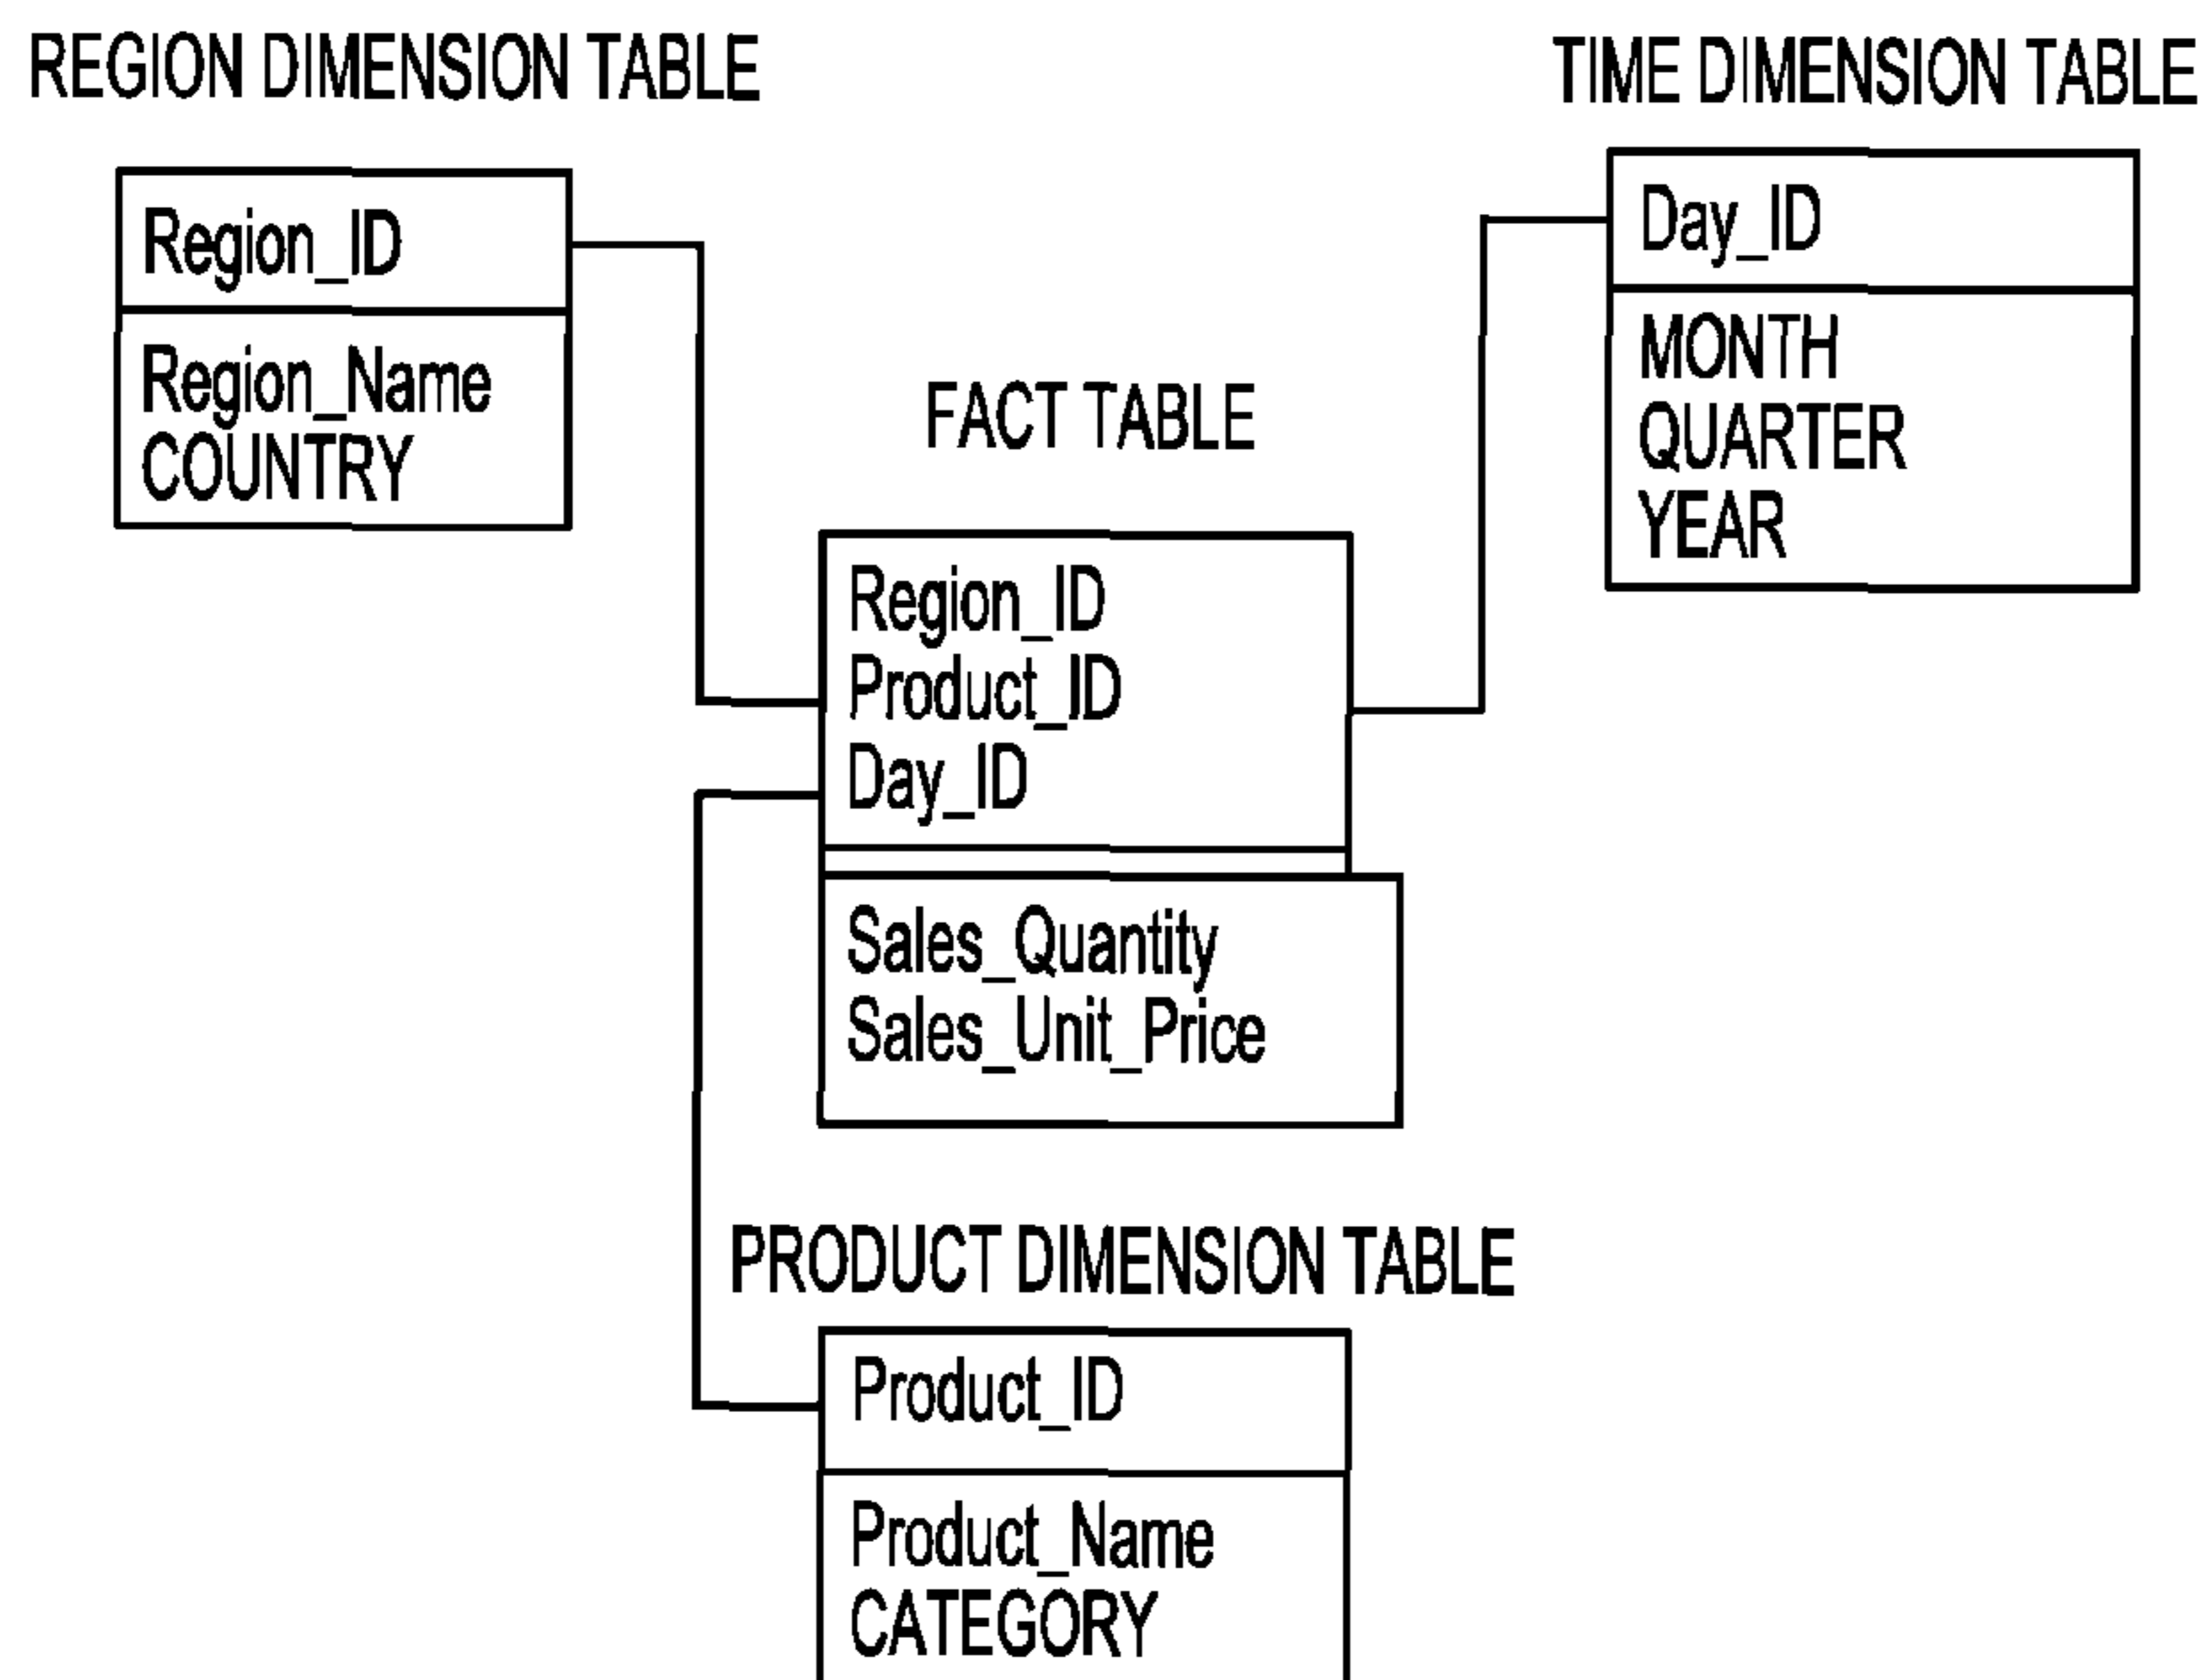 REGION DIMENSION TABLE
Region_ID
Region_Name
COUNTRY
TIME DIMENSION TABLE
Day_ID
MONTH
QUARTER
YEAR
FACT TABLE
Region_ID
Product_ID
Day_ID
Sales_Quantity
Sales_Unit_Price
PRODUCT DIMENSION TABLE
Product_ID
Product_Name
CATEGORY